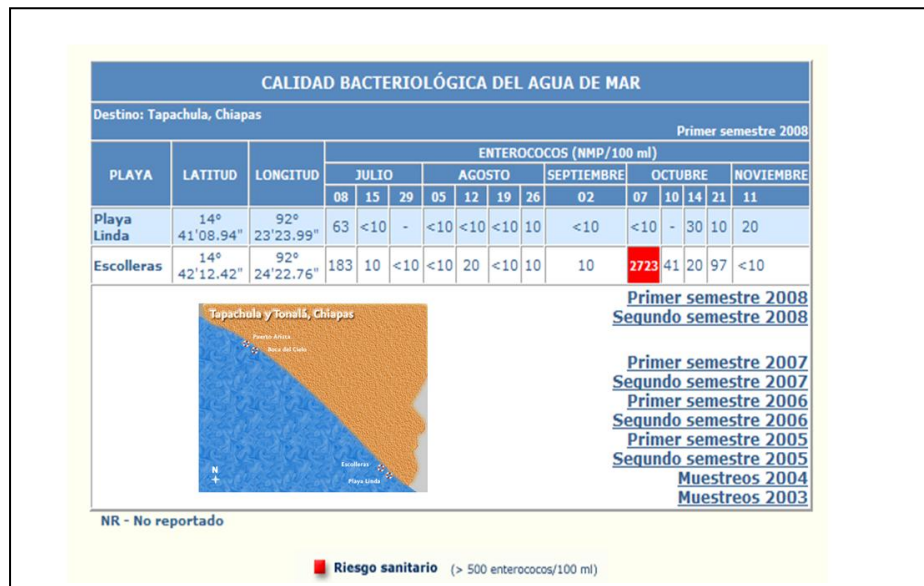 CALIDAD BACTERIOLÓGICA DEL AGUA DE MAR
Destino: Tapachula, Chiapas
Primer semestre 2008
PLAYA LATITUD LONGITUD ENTEROCOCOS (NMP/100 ml)
JULIO AGOSTO SEPTIEMBRE OCTUBRE NOVIEMBRE
08 15 29 05 12 19 26 02 07 10 14 21 11
Playa Linda 14° 41'08.94" 92° 23'23.99" 63 <10 - <10 <10 <10 10 <10 <10 - 30 10 20
Escolleras 14° 42'12.42" 92° 24'22.76" 183 10 <10 <10 20 <10 10 10 2723 41 20 97 <10
Tapachula y Tonalá, Chiapas
Puerto Arista
Boca del Cielo
Escolleras
Playa Linda
N
Primer semestre 2008
Segundo semestre 2008
Primer semestre 2007
Segundo semestre 2007
Primer semestre 2006
Segundo semestre 2006
Primer semestre 2005
Segundo semestre 2005
Muestreos 2004
Muestreos 2003
NR - No reportado
Riesgo sanitario (> 500 enterococos/100 ml)